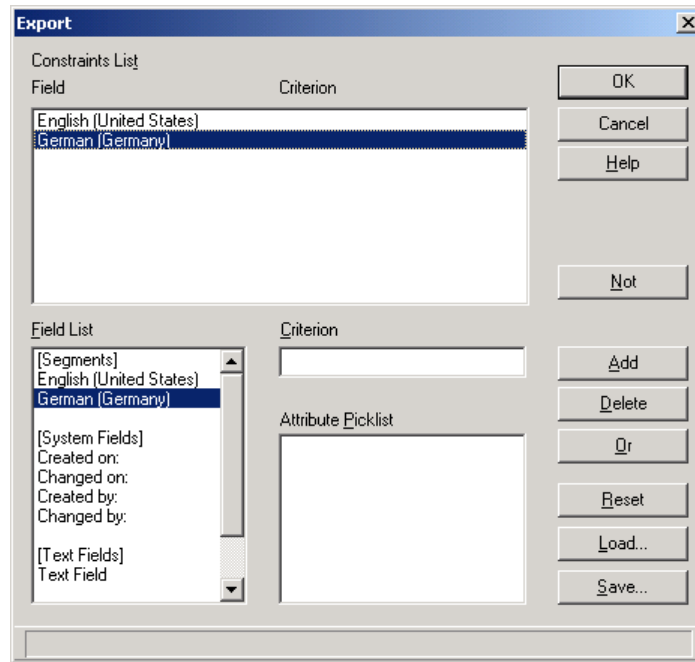 Export
Constraints List
Field Criterion
English (United States)
German (Germany)
OK
Cancel
Help
Not
Field List
[Segments]
English (United States)
German (Germany)
[System Fields]
Created on:
Changed on:
Created by:
Changed by:
[Text Fields]
Text Field
Criterion
Attribute Picklist
Add
Delete
Or
Reset
Load...
Save...